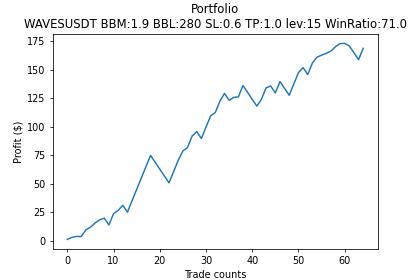 Portfolio
WAVESUSDT BBM:1.9 BBL:280 SL:0.6 TP:1.0 lev:15 WinRatio:71.0
175
150
125
100
75
50
25
0
Profit ($)
0 10 20 30 40 50 60
Trade counts